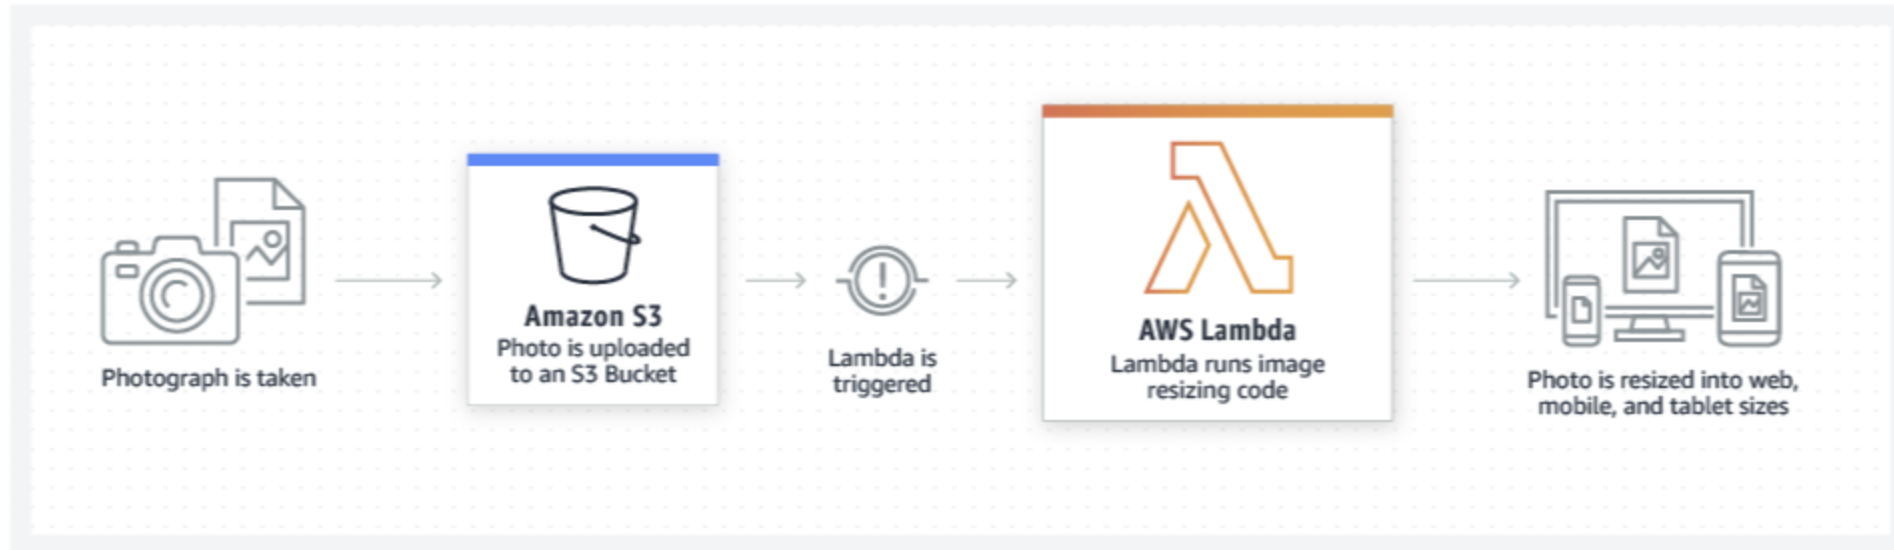 Photograph is taken
Amazon S3
Photo is uploaded
to an S3 Bucket
Lambda is
triggered
AWS Lambda
Lambda runs image
resizing code
Photo is resized into web,
mobile, and tablet sizes